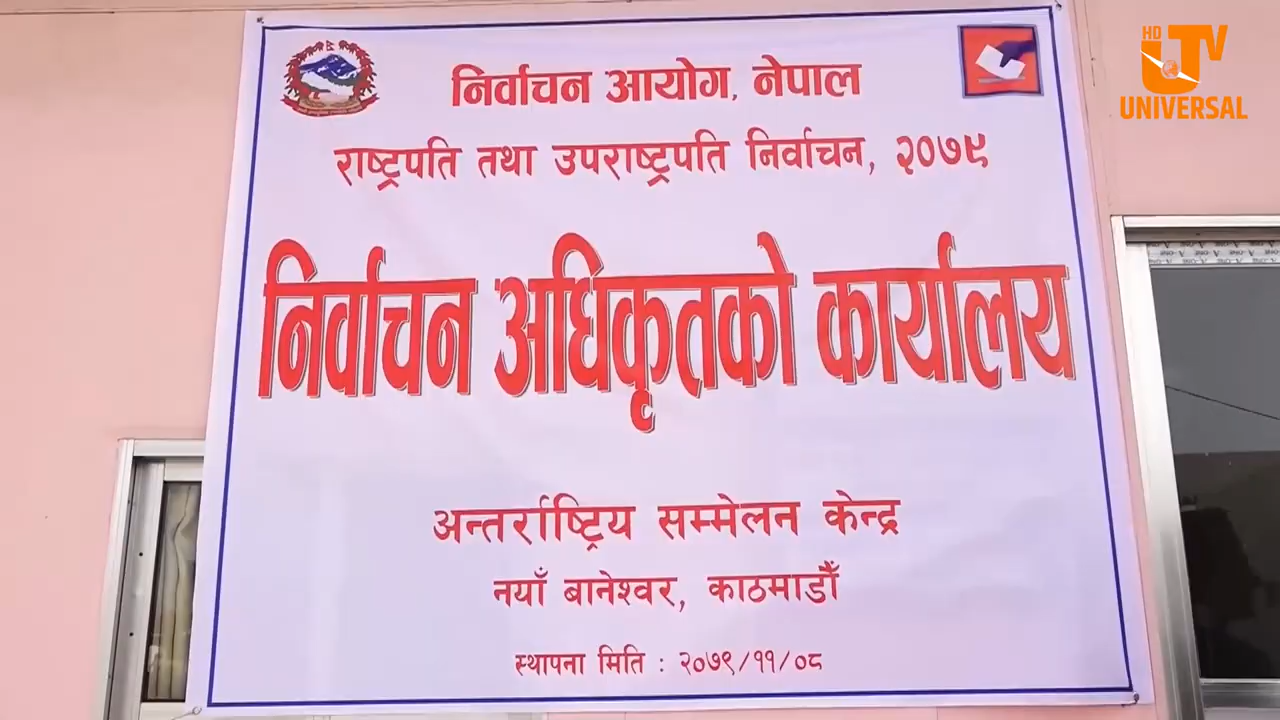 निर्वाचन आयोग, नेपाल
राष्ट्रपति तथा उपराष्ट्रपति निर्वाचन, २०७९
निर्वाचन अधिकृतको कार्यालय
अन्तर्राष्ट्रिय सम्मेलन केन्द्र
नयाँ बानेश्वर, काठमाडौँ
स्थापना मिति : २०७९/११/०८
HD UTV
UNIVERSAL